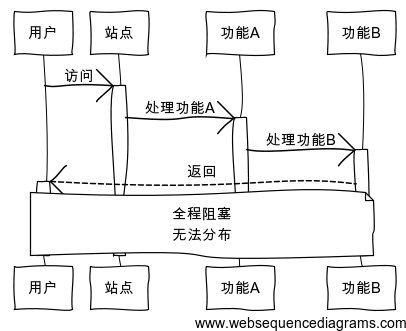 用户 站点 功能A 功能B
访问
处理功能A
处理功能B
返回
全程阻塞
无法分布
用户 站点 功能A 功能B
www.websequencediagrams.com